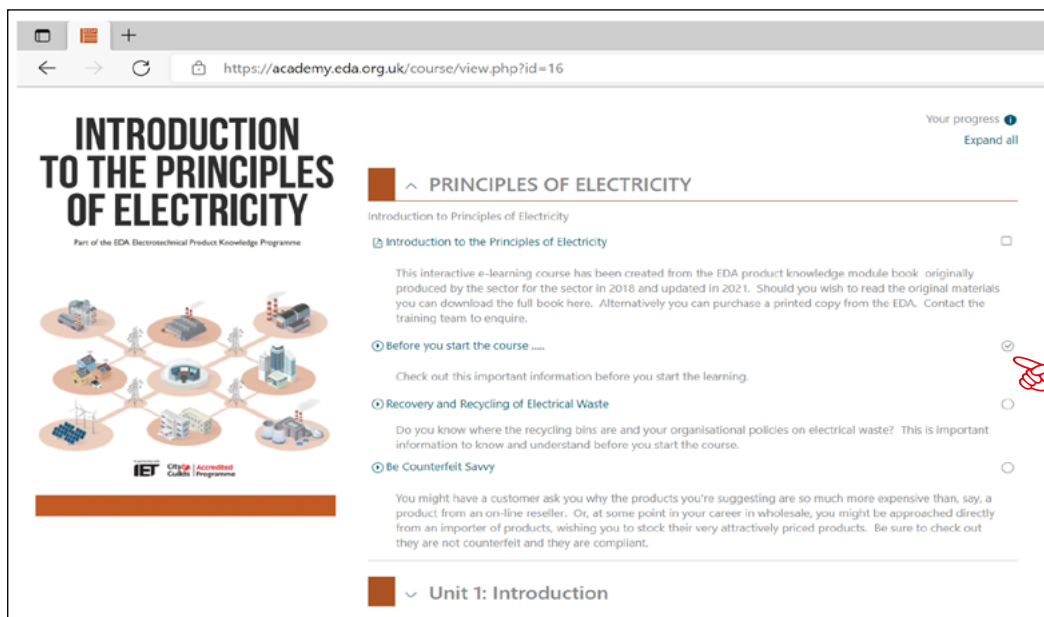 https://academy.eda.org.uk/course/view.php?id=16
INTRODUCTION
TO THE PRINCIPLES
OF ELECTRICITY
Part of the EDA Electrotechnical Product Knowledge Programme
IET
City& Guilds
Accredited
Programme
Your progress
Expand all
PRINCIPLES OF ELECTRICITY
Introduction to Principles of Electricity
Introduction to the Principles of Electricity
This interactive e-learning course has been created from the EDA product knowledge module book originally
produced by the sector for the sector in 2018 and updated in 2021. Should you wish to read the original materials
you can download the full book here. Alternatively you can purchase a printed copy from the EDA. Contact the
training team to enquire.
Before you start the course .....
Check out this important information before you start the learning.
Recovery and Recycling of Electrical Waste
Do you know where the recycling bins are and your organisational policies on electrical waste? This is important
information to know and understand before you start the course.
Be Counterfeit Savvy
You might have a customer ask you why the products you're suggesting are so much more expensive than, say, a
product from an on-line reseller. Or, at some point in your career in wholesale, you might be approached directly
from an importer of products, wishing you to stock their very attractively priced products. Be sure to check out
they are not counterfeit and they are compliant.
Unit 1: Introduction